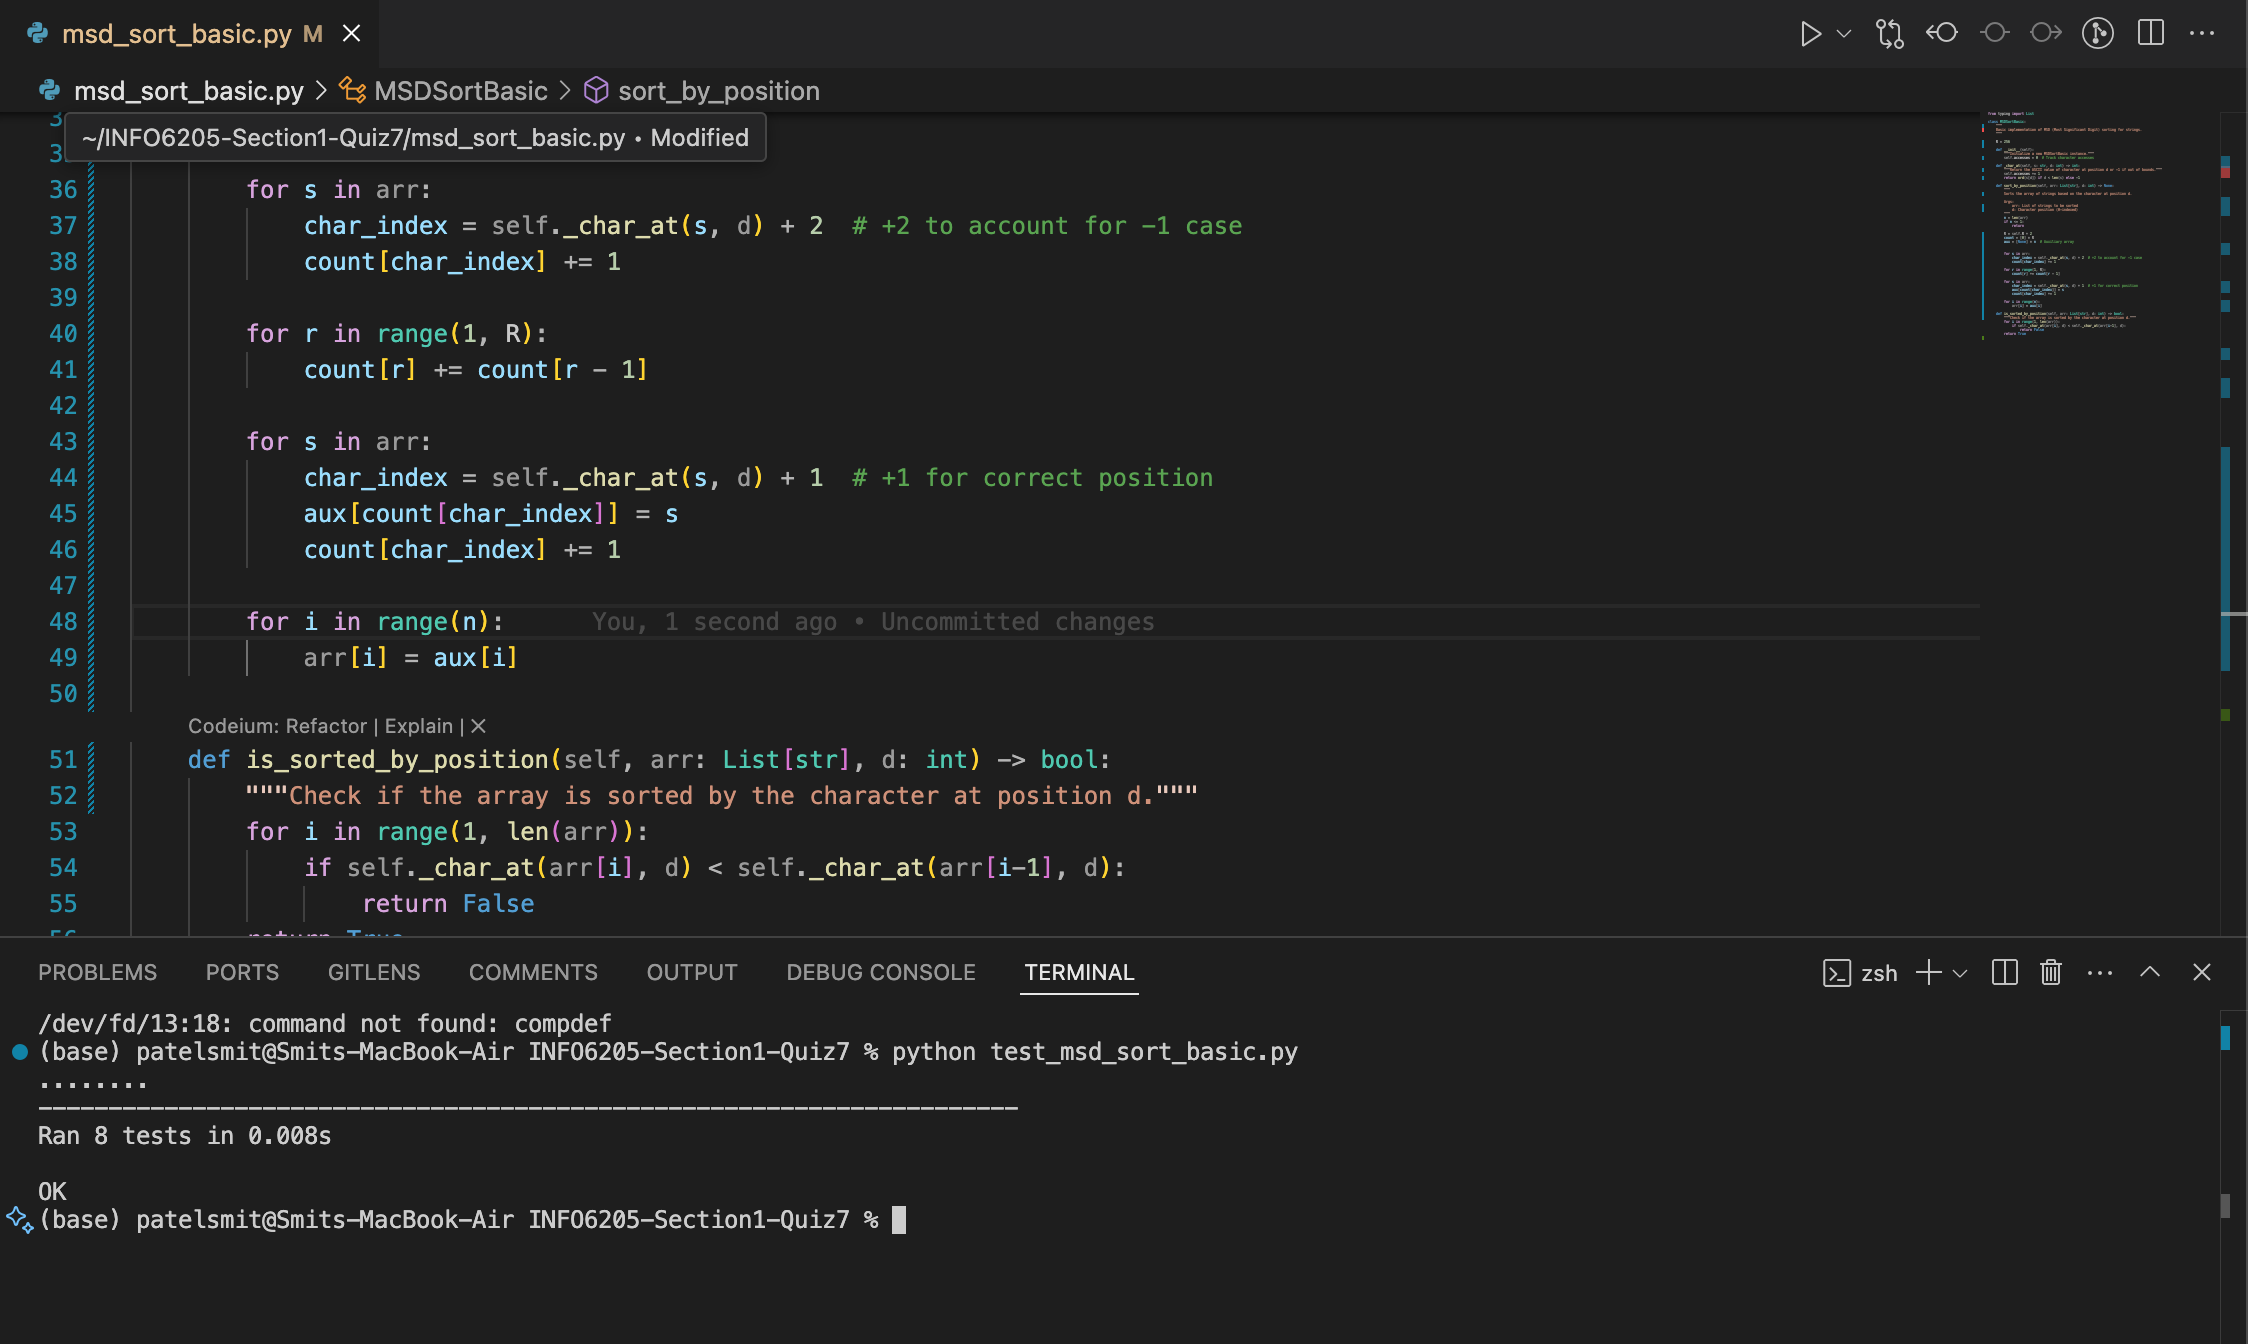 msd_sort_basic.py M
msd_sort_basic.py > MSDSortBasic > sort_by_position
~/INFO6205-Section1-Quiz7/msd_sort_basic.py • Modified
36 for s in arr:
37 char_index = self._char_at(s, d) + 2 # +2 to account for -1 case
38 count[char_index] += 1
39
40 for r in range(1, R):
41 count[r] += count[r - 1]
42
43 for s in arr:
44 char_index = self._char_at(s, d) + 1 # +1 for correct position
45 aux[count[char_index]] = s
46 count[char_index] += 1
47
48 for i in range(n): You, 1 second ago • Uncommitted changes
49 arr[i] = aux[i]
50
Codeium: Refactor | Explain | ×
51 def is_sorted_by_position(self, arr: List[str], d: int) -> bool:
52 """Check if the array is sorted by the character at position d."""
53 for i in range(1, len(arr)):
54 if self._char_at(arr[i], d) < self._char_at(arr[i-1], d):
55 return False
56 return True
PROBLEMS PORTS GITLENS COMMENTS OUTPUT DEBUG CONSOLE TERMINAL zsh
/dev/fd/13:18: command not found: compdef
(base) patelsmit@Smits-MacBook-Air INFO6205-Section1-Quiz7 % python test_msd_sort_basic.py
........
----------------------------------------------------------------------
Ran 8 tests in 0.008s
OK
(base) patelsmit@Smits-MacBook-Air INFO6205-Section1-Quiz7 %